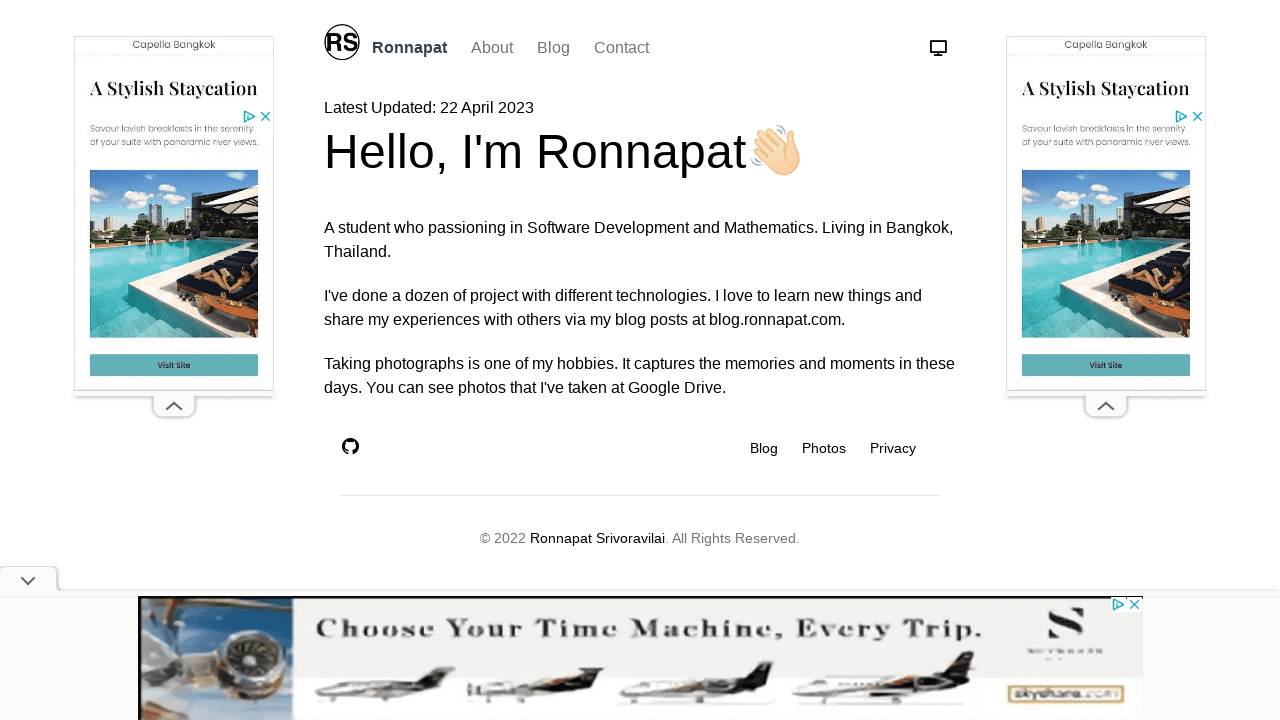 RS
Ronnapat About Blog Contact
Latest Updated: 22 April 2023
Hello, I'm Ronnapat
A student who passioning in Software Development and Mathematics. Living in Bangkok,
Thailand.
I've done a dozen of project with different technologies. I love to learn new things and
share my experiences with others via my blog posts at blog.ronnapat.com.
Taking photographs is one of my hobbies. It captures the memories and moments in these
days. You can see photos that I've taken at Google Drive.
Blog Photos Privacy
© 2022 Ronnapat Srivoravilai. All Rights Reserved.
Capella Bangkok
A Stylish Staycation
Savour lavish breakfasts in the serenity
of your suite with panoramic river views.
Visit Site
Capella Bangkok
A Stylish Staycation
Savour lavish breakfasts in the serenity
of your suite with panoramic river views.
Visit Site
Choose Your Time Machine, Every Trip.
S
skyshare.com